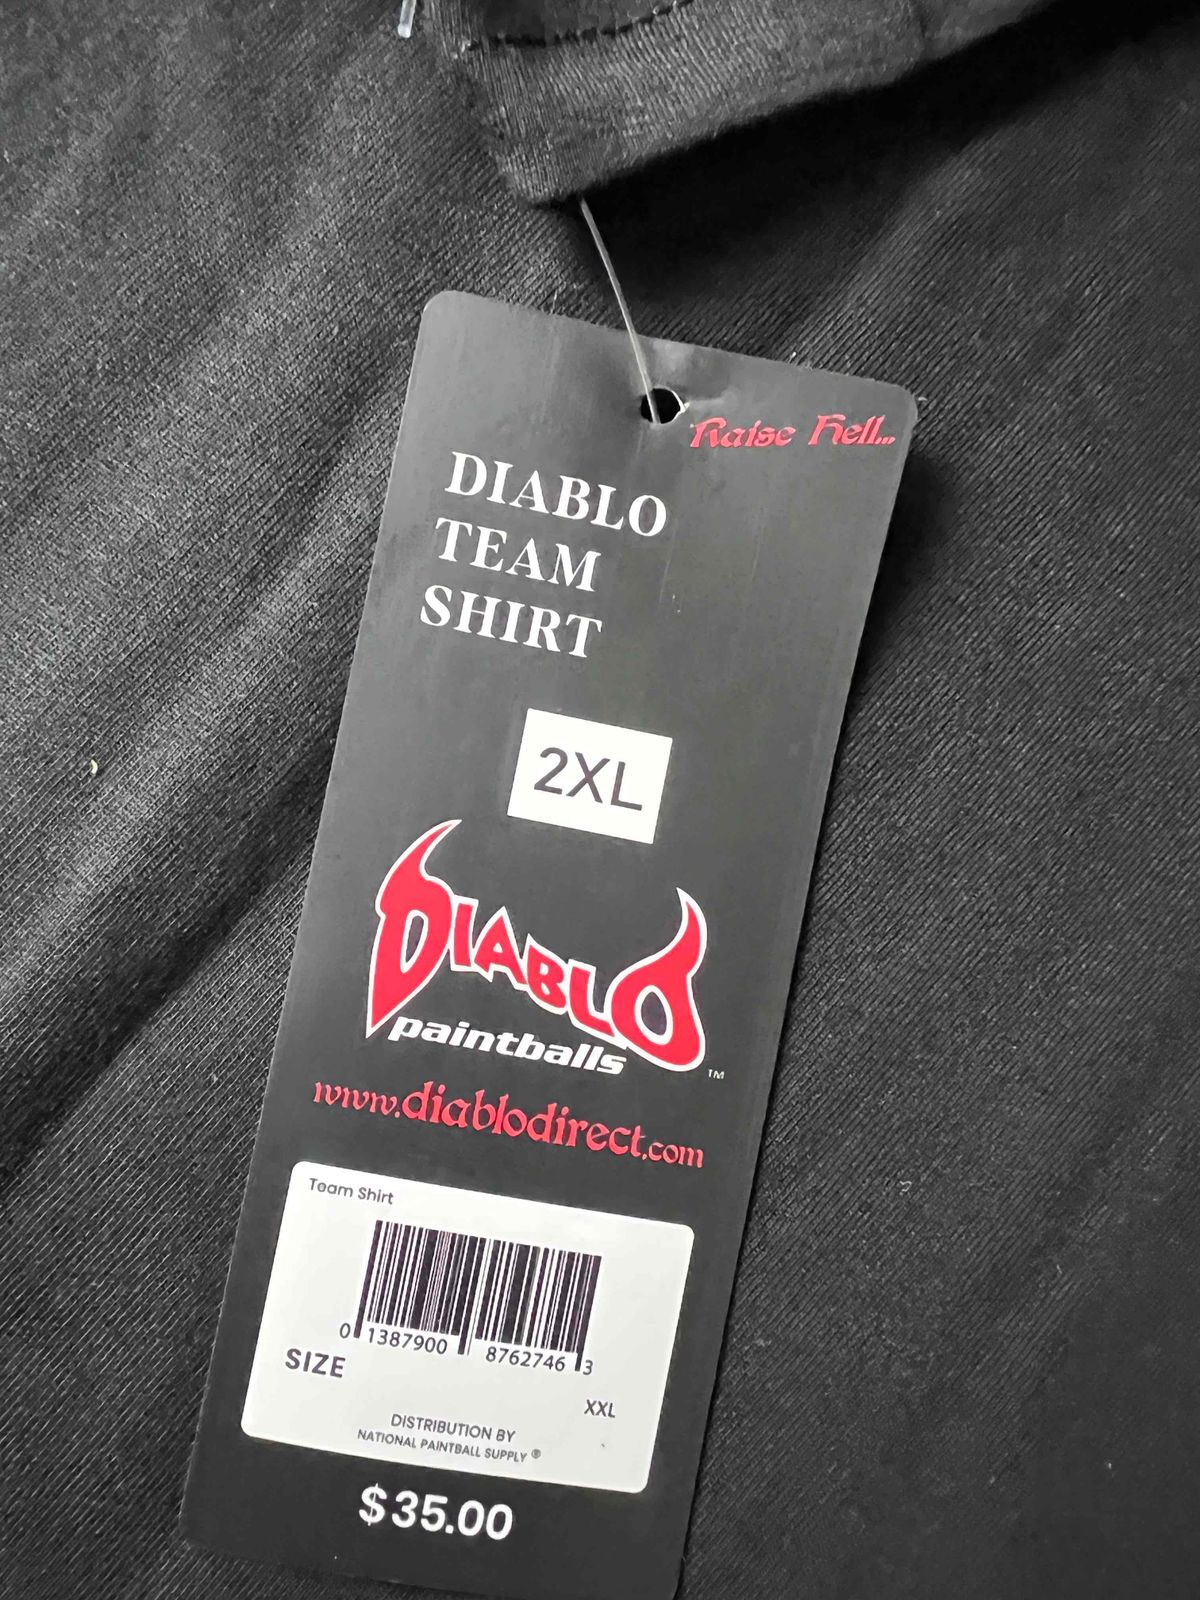 Raise Hell...
DIABLO
TEAM
SHIRT
2XL
DIABLO
paintballs
TM
www.diablodirect.com
Team Shirt
0 1387900 8762746 3
SIZE
XXL
DISTRIBUTION BY
NATIONAL PAINTBALL SUPPLY ®
$35.00